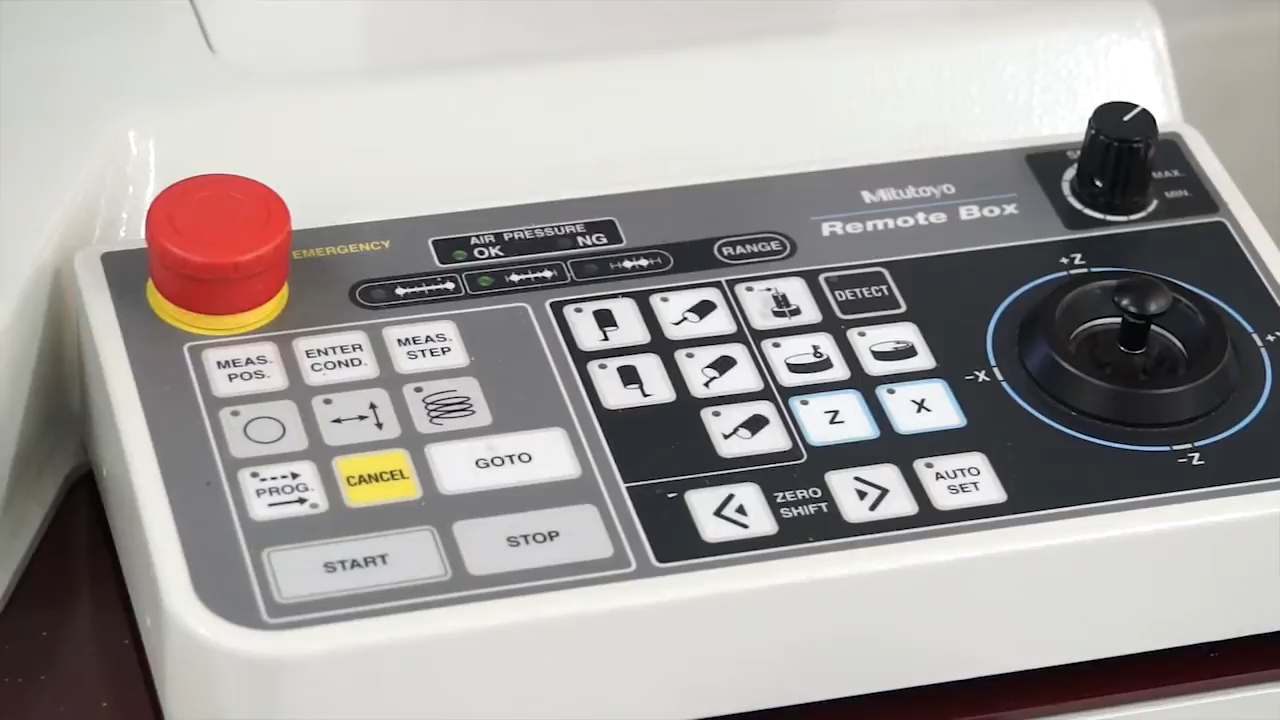 EMERGENCY
AIR PRESSURE
OK
NG
RANGE
Mitutoyo
Remote Box
MAX.
MIN.
MEAS.
POS.
ENTER
COND.
MEAS.
STEP
PROG.
CANCEL
GOTO
START
STOP
DETECT
Z
X
ZERO
SHIFT
AUTO
SET
+Z
-X
-Z